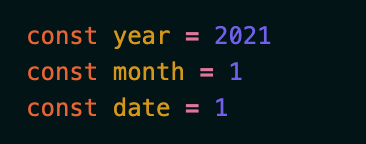 const year = 2021
const month = 1
const date = 1